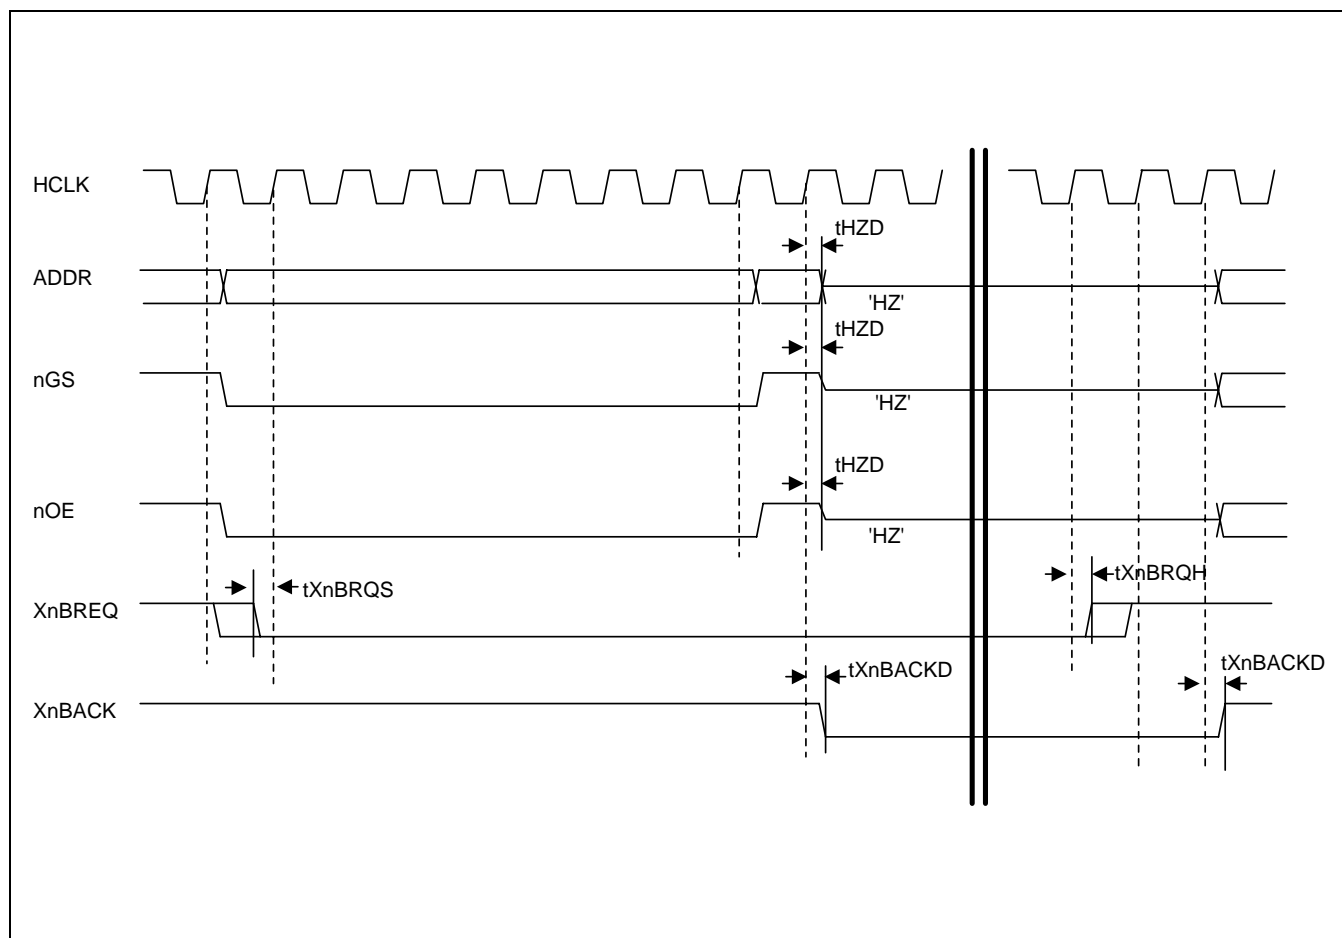 HCLK
tHZD
ADDR
'HZ'
tHZD
nGS
'HZ'
tHZD
nOE
'HZ'
tXnBRQS
tXnBRQH
XnBREQ
tXnBACKD
tXnBACKD
XnBACK